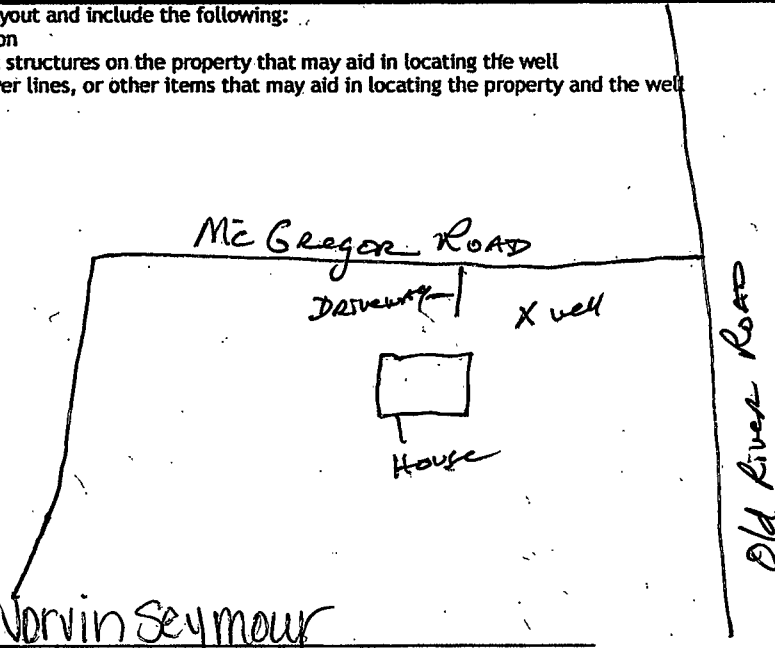 yout and include the following:
on
structures on the property that may aid in locating the well
er lines, or other items that may aid in locating the property and the well
Mc Gregor Road
Driveway
X well
House
Old River Road
Norvin Seymour